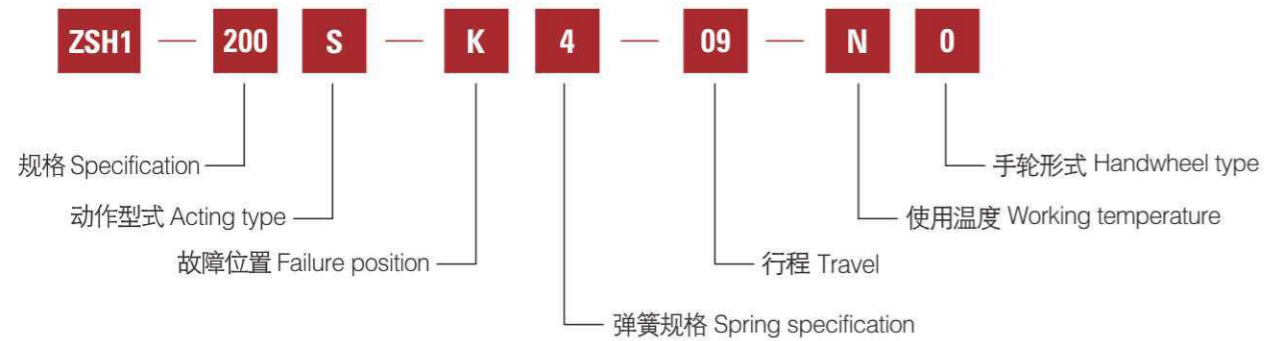 ZSH1 — 200 S — K 4 — 09 — N 0
规格 Specification
手轮形式 Handwheel type
动作型式 Acting type
使用温度 Working temperature
故障位置 Failure position
行程 Travel
弹簧规格 Spring specification